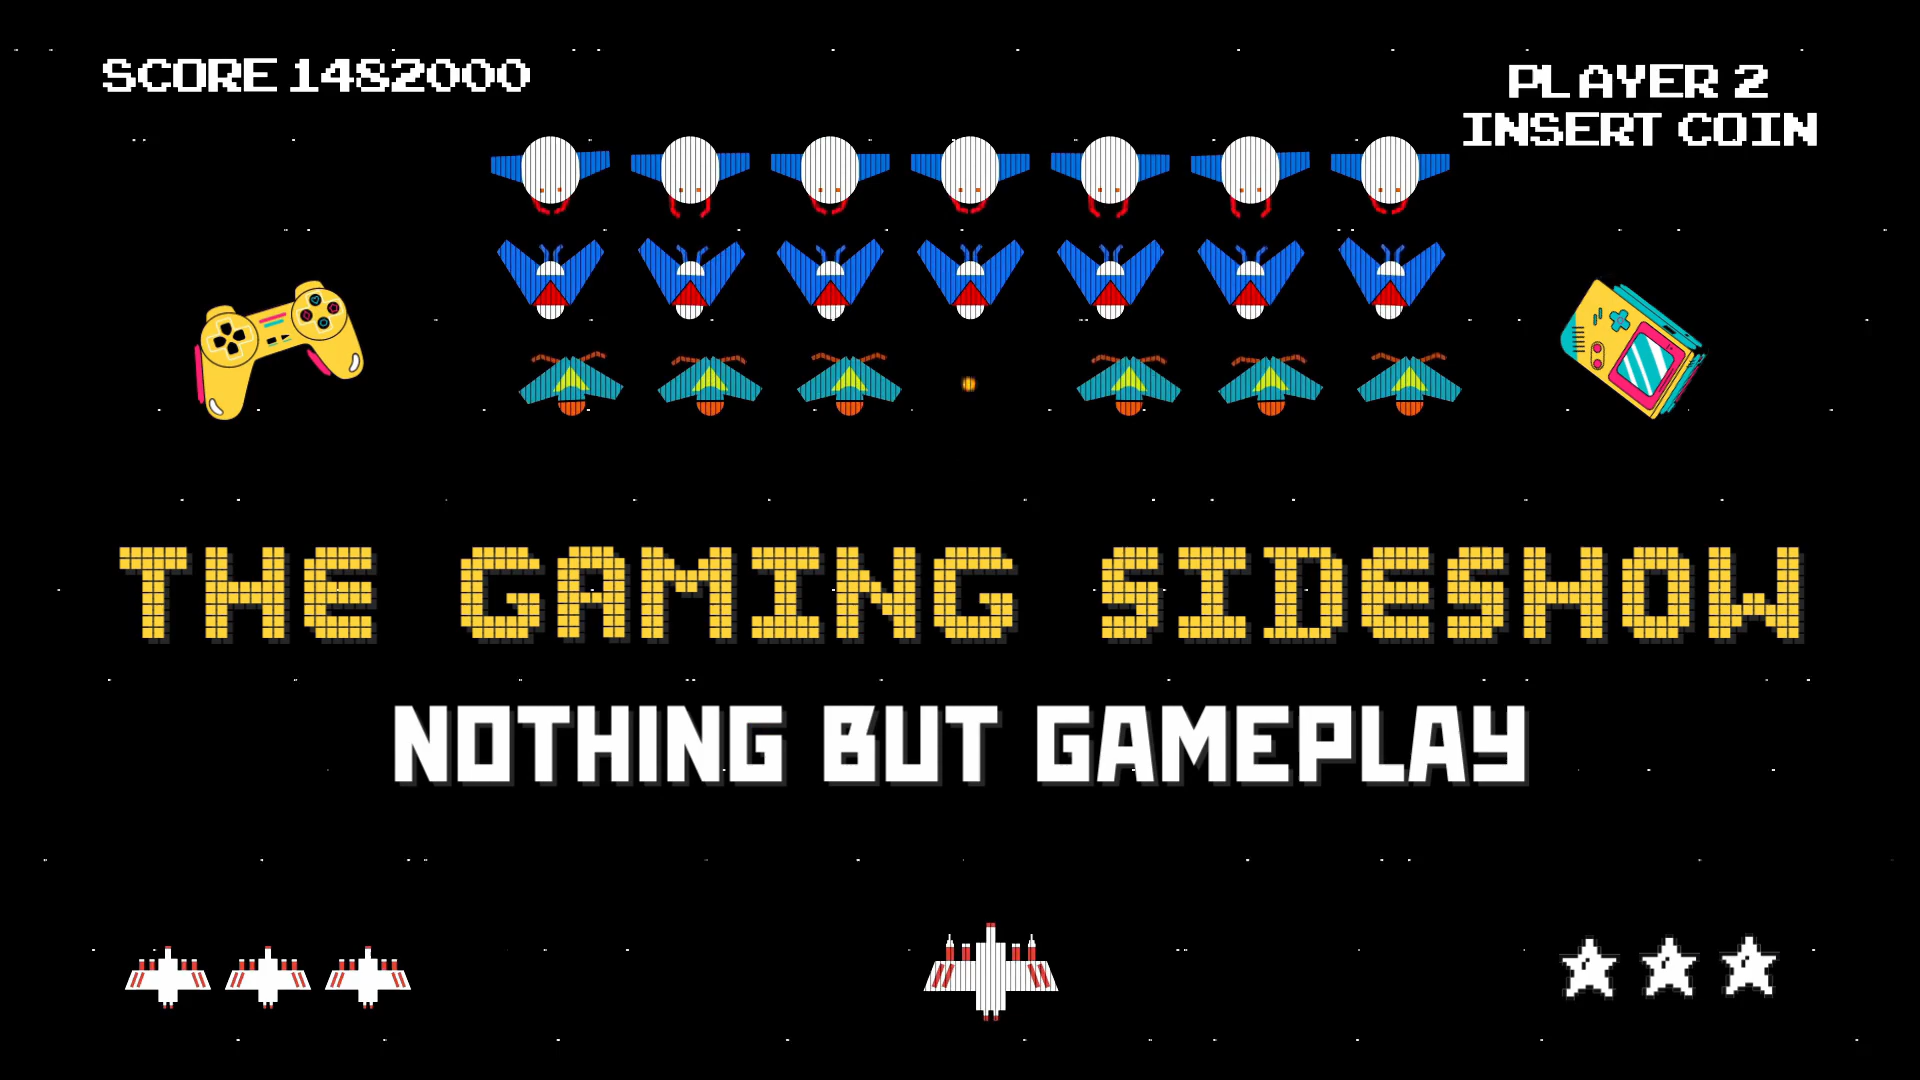 SCORE 1482000
PLAYER 2
INSERT COIN
THE GAMING SIDESHOW
NOTHING BUT GAMEPLAY